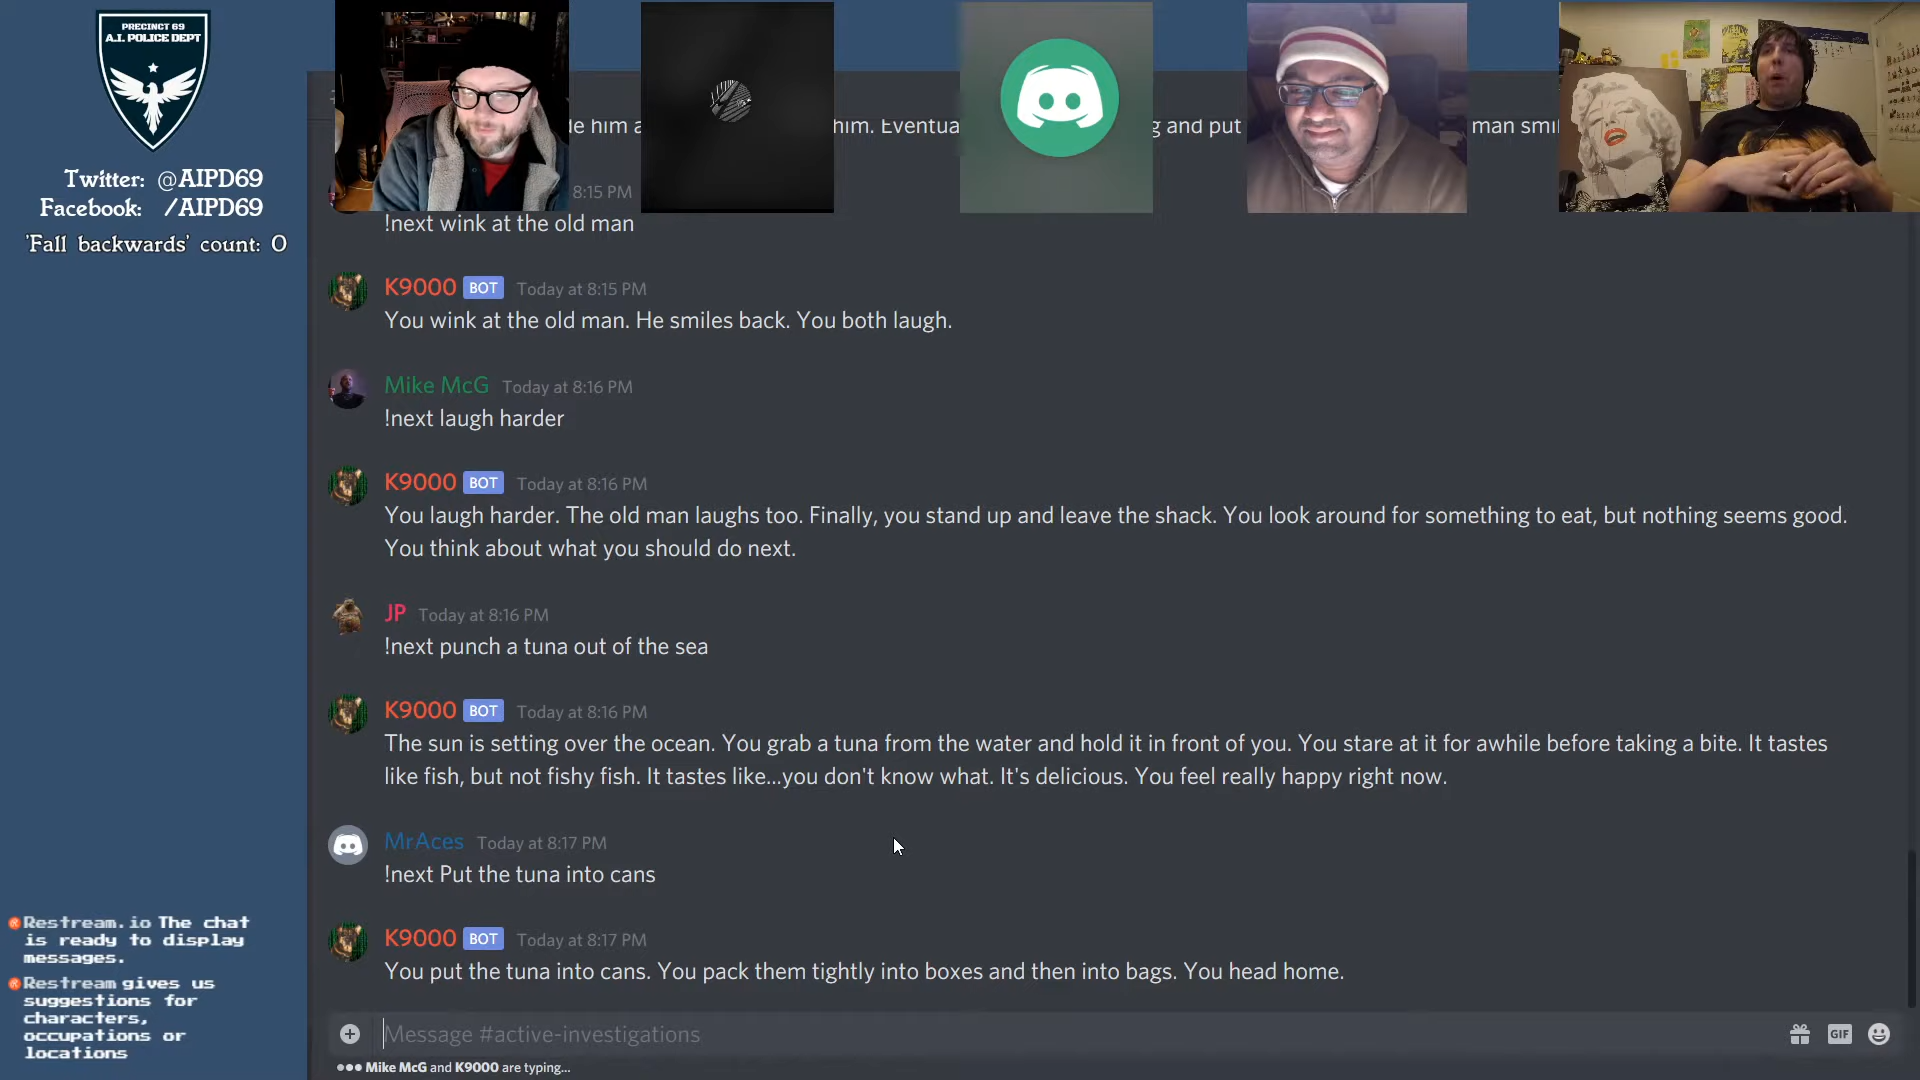 PRECINCT 69
A.I. POLICE DEPT
Twitter: @AIPD69
Facebook: /AIPD69
'Fall backwards' count: 0
de him a
him. Eventua
g and put
man smil
8:15 PM
!next wink at the old man
K9000 BOT Today at 8:15 PM
You wink at the old man. He smiles back. You both laugh.
Mike McG Today at 8:16 PM
!next laugh harder
K9000 BOT Today at 8:16 PM
You laugh harder. The old man laughs too. Finally, you stand up and leave the shack. You look around for something to eat, but nothing seems good.
You think about what you should do next.
JP Today at 8:16 PM
!next punch a tuna out of the sea
K9000 BOT Today at 8:16 PM
The sun is setting over the ocean. You grab a tuna from the water and hold it in front of you. You stare at it for awhile before taking a bite. It tastes
like fish, but not fishy fish. It tastes like...you don't know what. It's delicious. You feel really happy right now.
MrAces Today at 8:17 PM
!next Put the tuna into cans
K9000 BOT Today at 8:17 PM
You put the tuna into cans. You pack them tightly into boxes and then into bags. You head home.
Message #active-investigations
GIF
Mike McG and K9000 are typing...
Restream.io The chat
is ready to display
messages.
Restream gives us
suggestions for
characters,
occupations or
locations